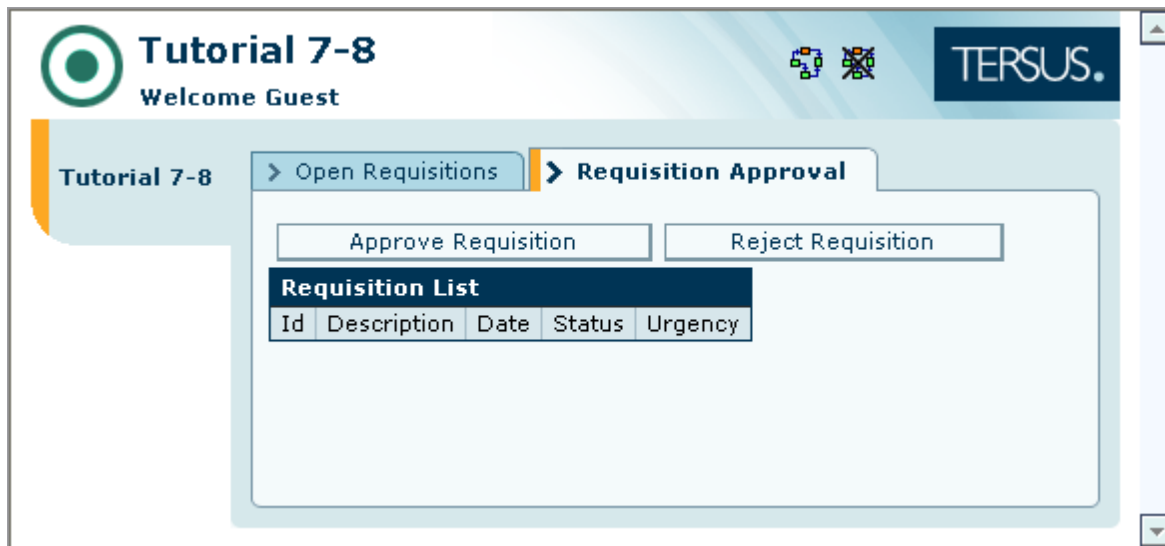 Tutorial 7-8
Welcome Guest
TERSUS.
Tutorial 7-8
Open Requisitions
Requisition Approval
Approve Requisition
Reject Requisition
Requisition List
Id Description Date Status Urgency